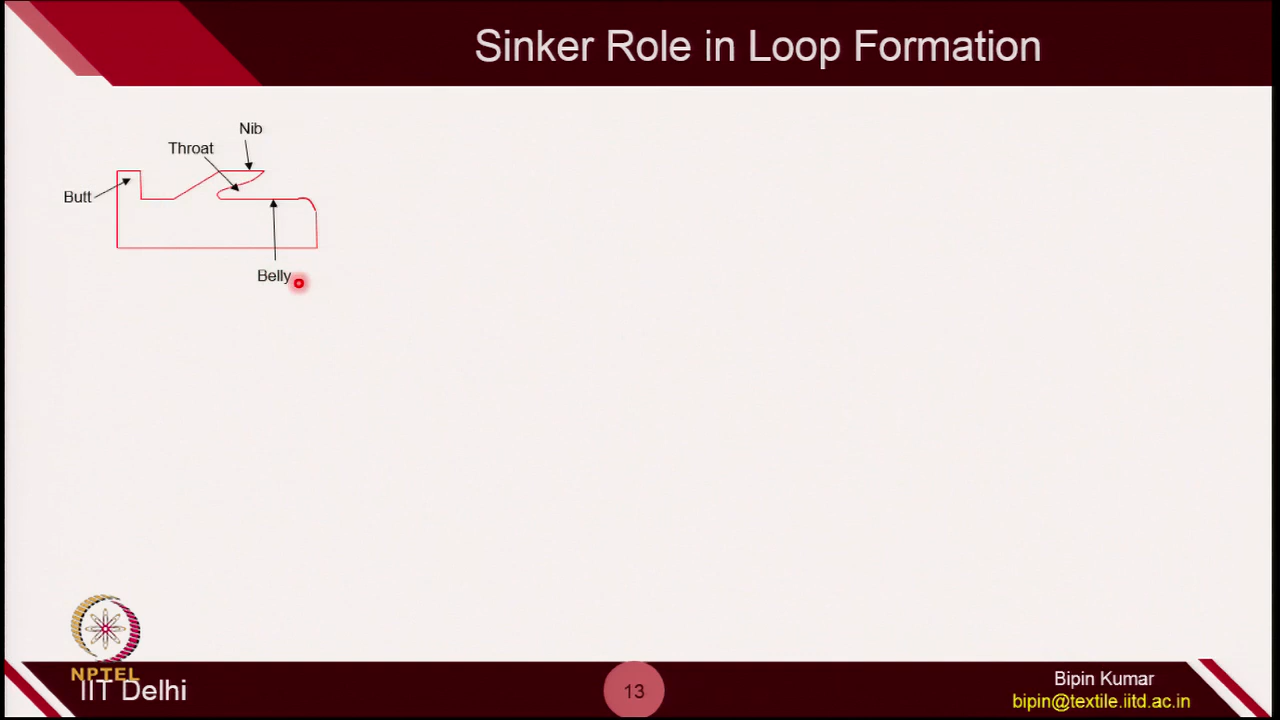 Sinker Role in Loop Formation
Nib
Throat
Butt
Belly
NPTEL
IIT Delhi
13
Bipin Kumar
bipin@textile.iitd.ac.in